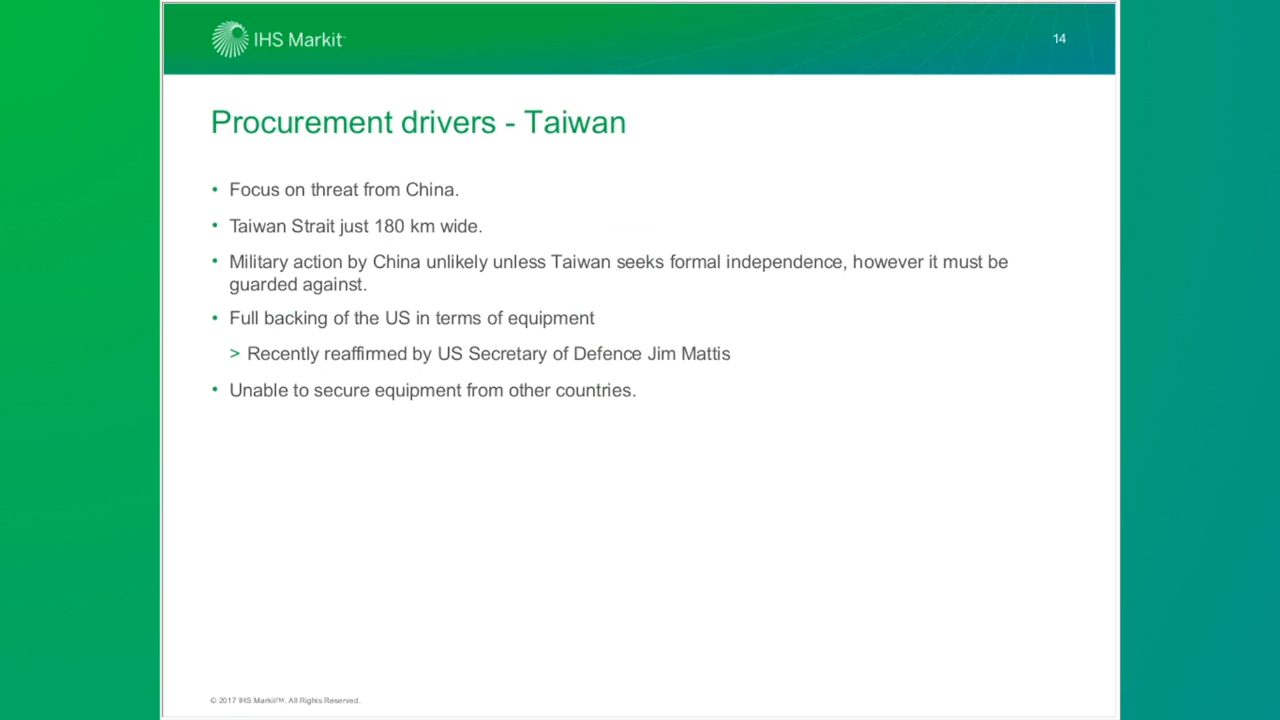 IHS Markit™
14
Procurement drivers - Taiwan
• Focus on threat from China.
• Taiwan Strait just 180 km wide.
• Military action by China unlikely unless Taiwan seeks formal independence, however it must be
guarded against.
• Full backing of the US in terms of equipment
> Recently reaffirmed by US Secretary of Defence Jim Mattis
• Unable to secure equipment from other countries.
© 2017 IHS Markit™. All Rights Reserved.